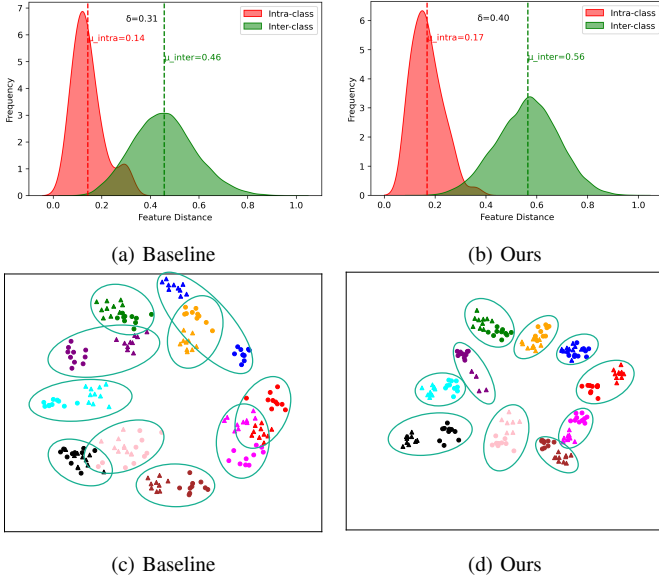 δ=0.31
μ_intra=0.14
μ_inter=0.46
Intra-class
Inter-class
Frequency
7
6
5
4
3
2
1
0
0.0 0.2 0.4 0.6 0.8 1.0
Feature Distance
(a) Baseline
δ=0.40
μ_intra=0.17
μ_inter=0.56
Intra-class
Inter-class
Frequency
6
5
4
3
2
1
0
0.0 0.2 0.4 0.6 0.8 1.0
Feature Distance
(b) Ours
(c) Baseline
(d) Ours